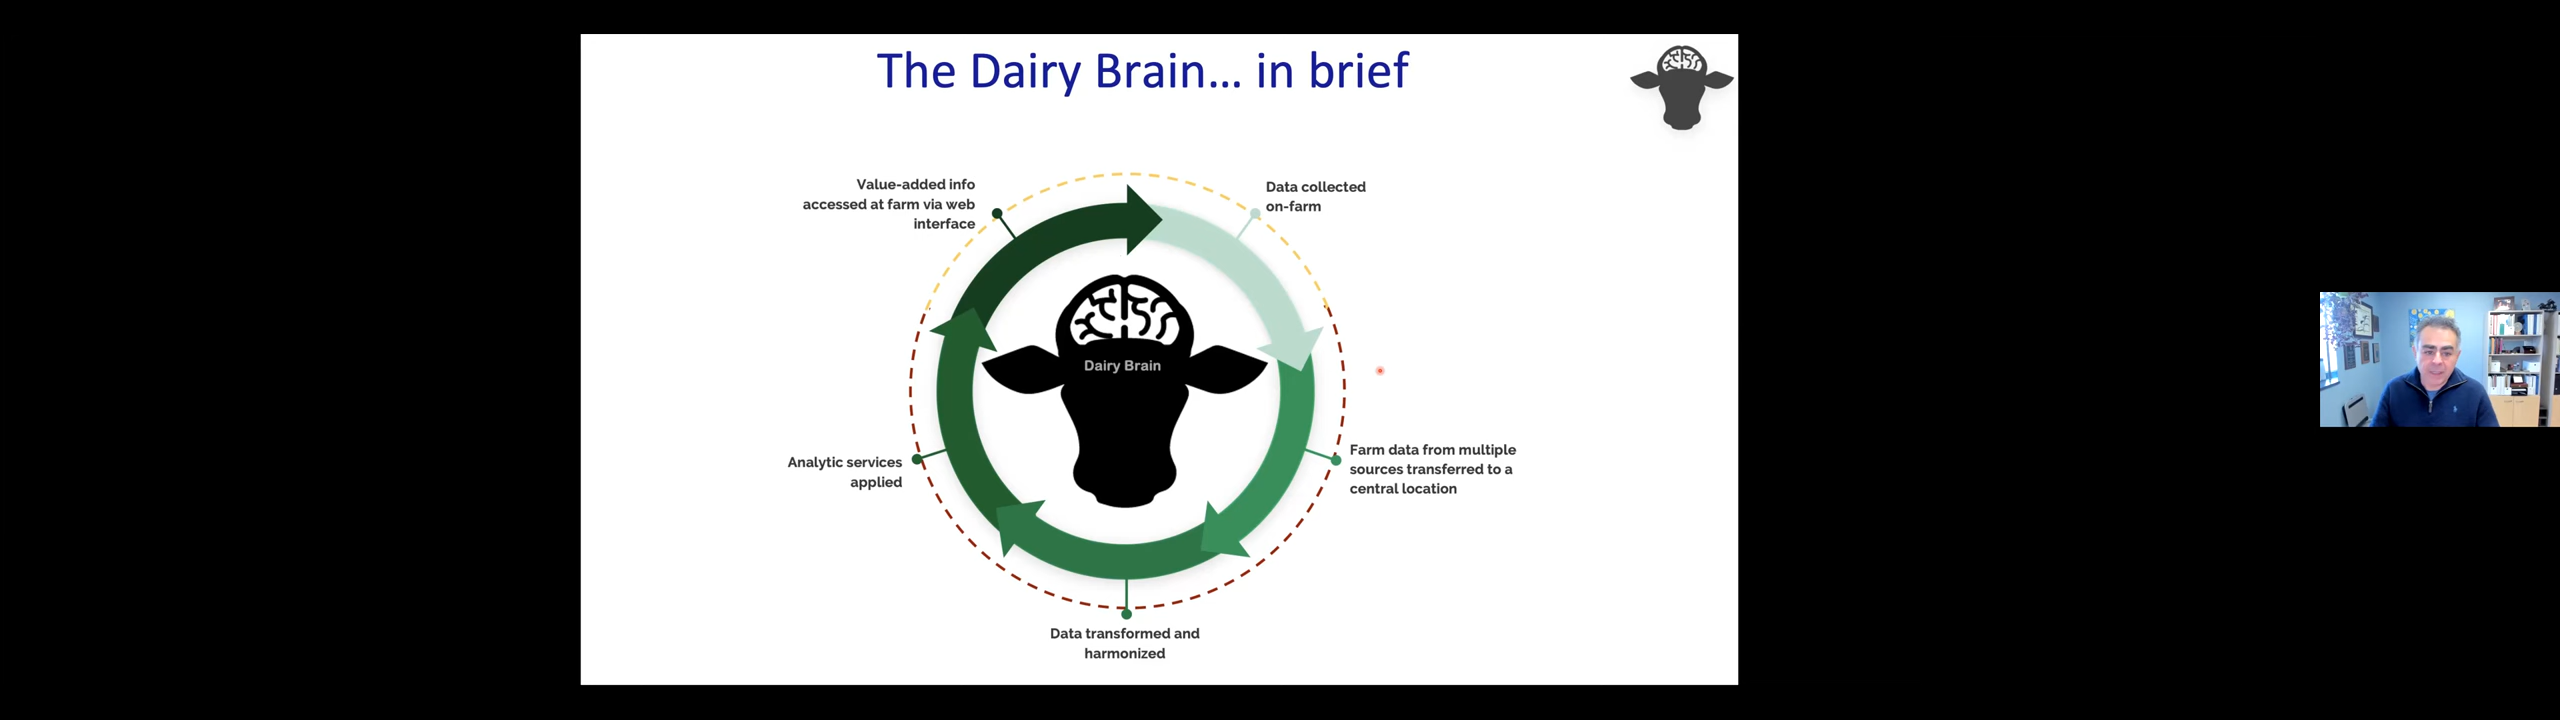 The Dairy Brain... in brief
Value-added info
accessed at farm via web
interface
Data collected
on-farm
Dairy Brain
Farm data from multiple
sources transferred to a
central location
Analytic services
applied
Data transformed and
harmonized